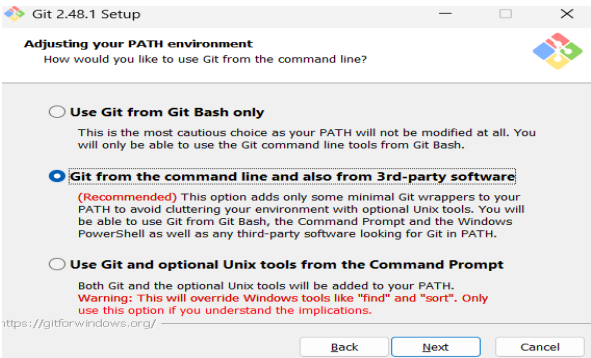 Git 2.48.1 Setup
Adjusting your PATH environment
How would you like to use Git from the command line?
Use Git from Git Bash only
This is the most cautious choice as your PATH will not be modified at all. You
will only be able to use the Git command line tools from Git Bash.
Git from the command line and also from 3rd-party software
(Recommended) This option adds only some minimal Git wrappers to your
PATH to avoid cluttering your environment with optional Unix tools. You will
be able to use Git from Git Bash, the Command Prompt and the Windows
PowerShell as well as any third-party software looking for Git in PATH.
Use Git and optional Unix tools from the Command Prompt
Both Git and the optional Unix tools will be added to your PATH.
Warning: This will override Windows tools like "find" and "sort". Only
use this option if you understand the implications.
https://gitforwindows.org/
Back
Next
Cancel